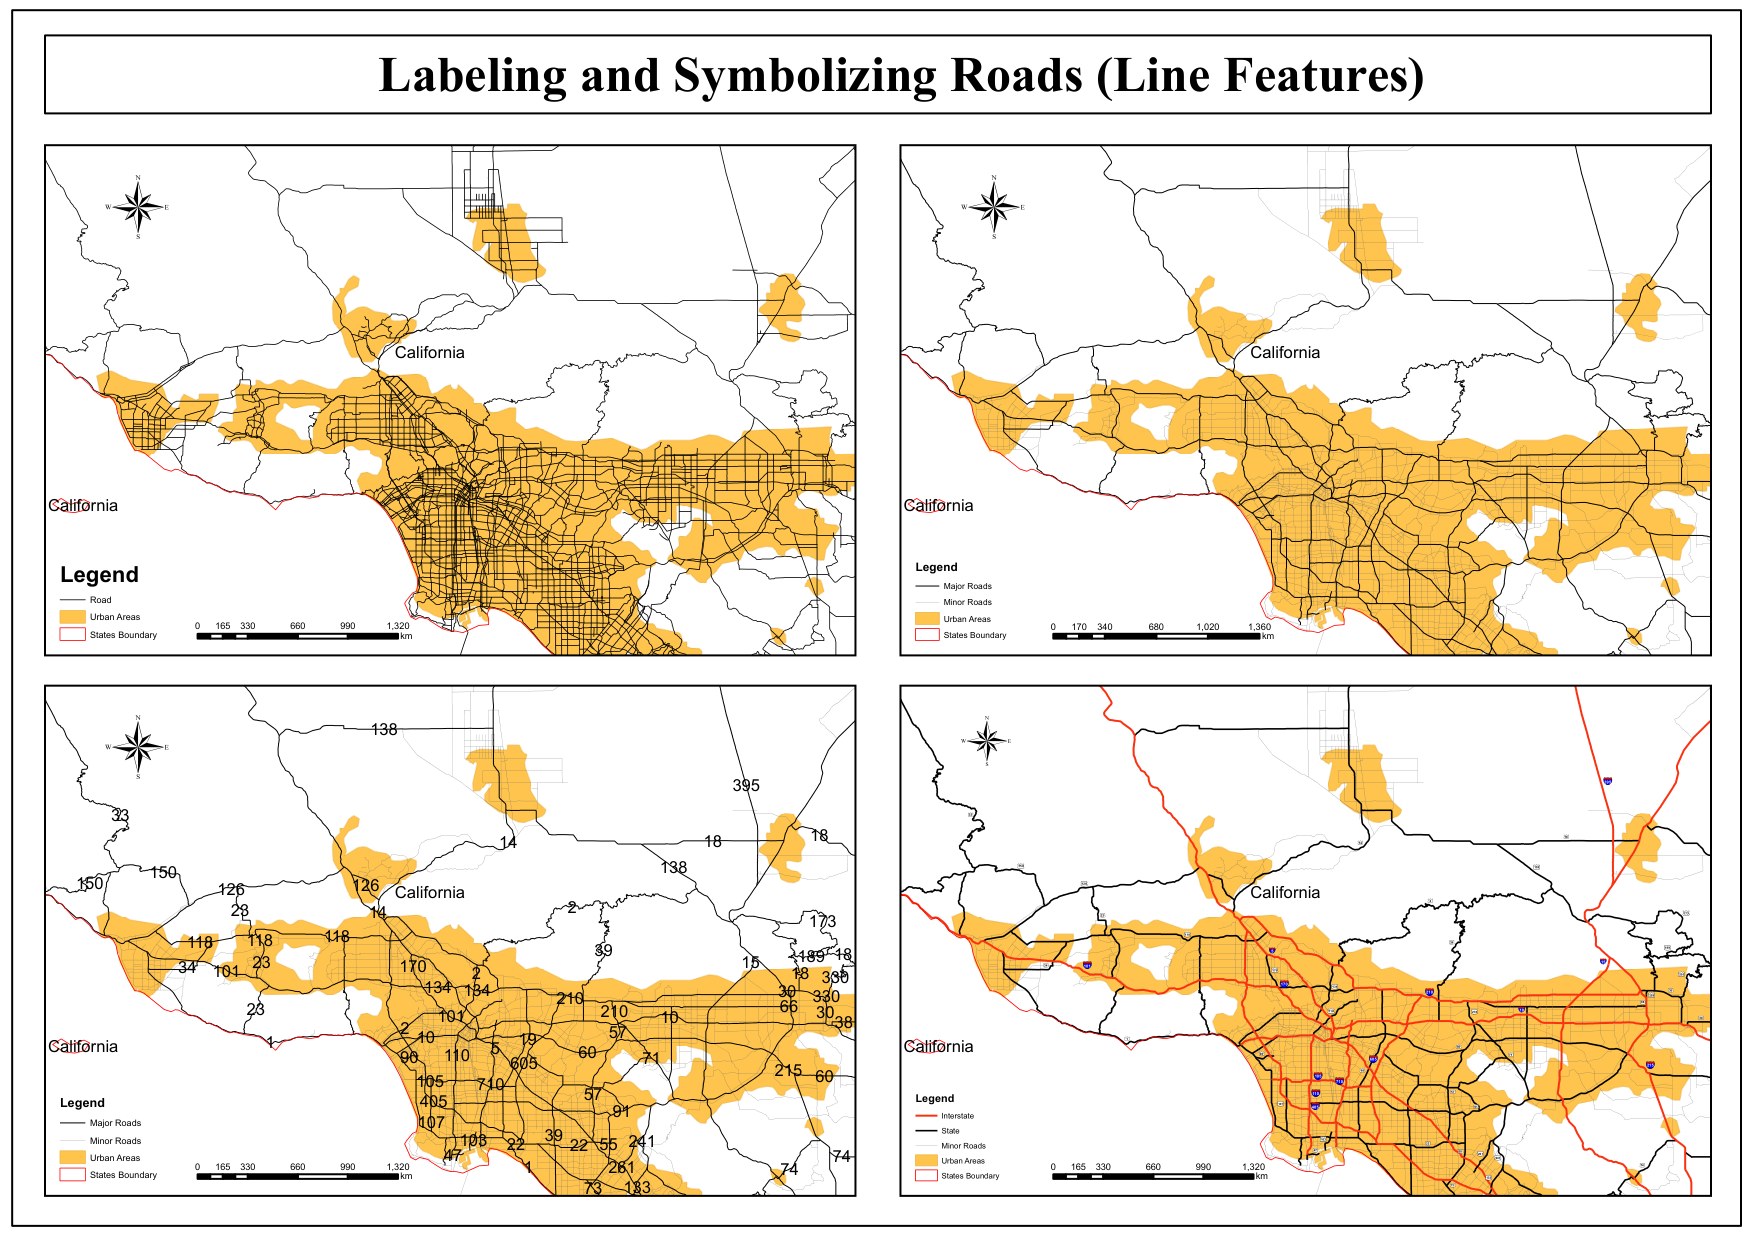 Labeling and Symbolizing Roads (Line Features)
N
W E
S
California
California
Legend
Road
Urban Areas
States Boundary
0 165 330 660 990 1,320
km
N
W E
S
California
California
Legend
Major Roads
Minor Roads
Urban Areas
States Boundary
0 170 340 680 1,020 1,360
km
N
W E
S
138
395
33
14
18
18
138
150
150
126
126
California
23
14
2
173
118
118
118
39
34
101
23
170
2
15
189
18
18
330
134
134
210
30
330
66
23
101
210
10
30
38
1
2
10
19
57
California
90
110
5
605
60
71
215
60
105
710
405
57
91
107
103
22
39
22
55
241
47
1
261
74
74
73
133
Legend
Major Roads
Minor Roads
Urban Areas
States Boundary
0 165 330 660 990 1,320
km
N
W E
S
California
California
Legend
Interstate
State
Minor Roads
Urban Areas
States Boundary
0 165 330 660 990 1,320
km